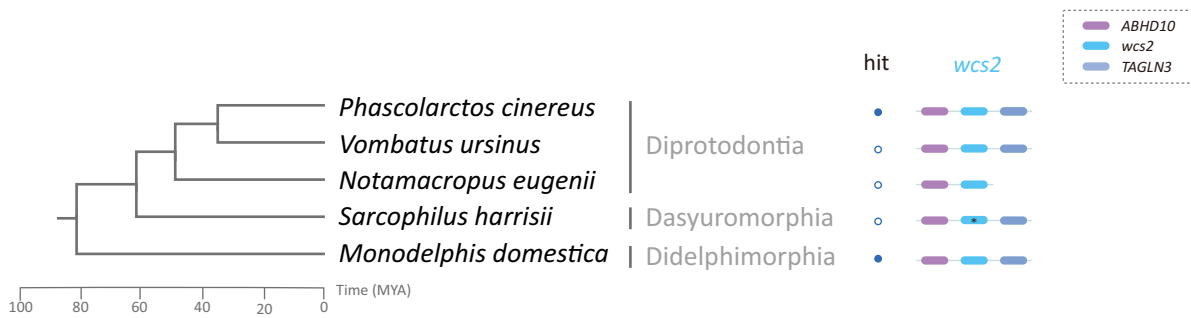 ABHD10
wcs2
TAGLN3
hit
wcs2
Phascolarctos cinereus
Vombatus ursinus
Diprotodontia
Notamacropus eugenii
Sarcophilus harrisii
Dasyuromorphia
*
Monodelphis domestica
Didelphimorphia
Time (MYA)
100 80 60 40 20 0